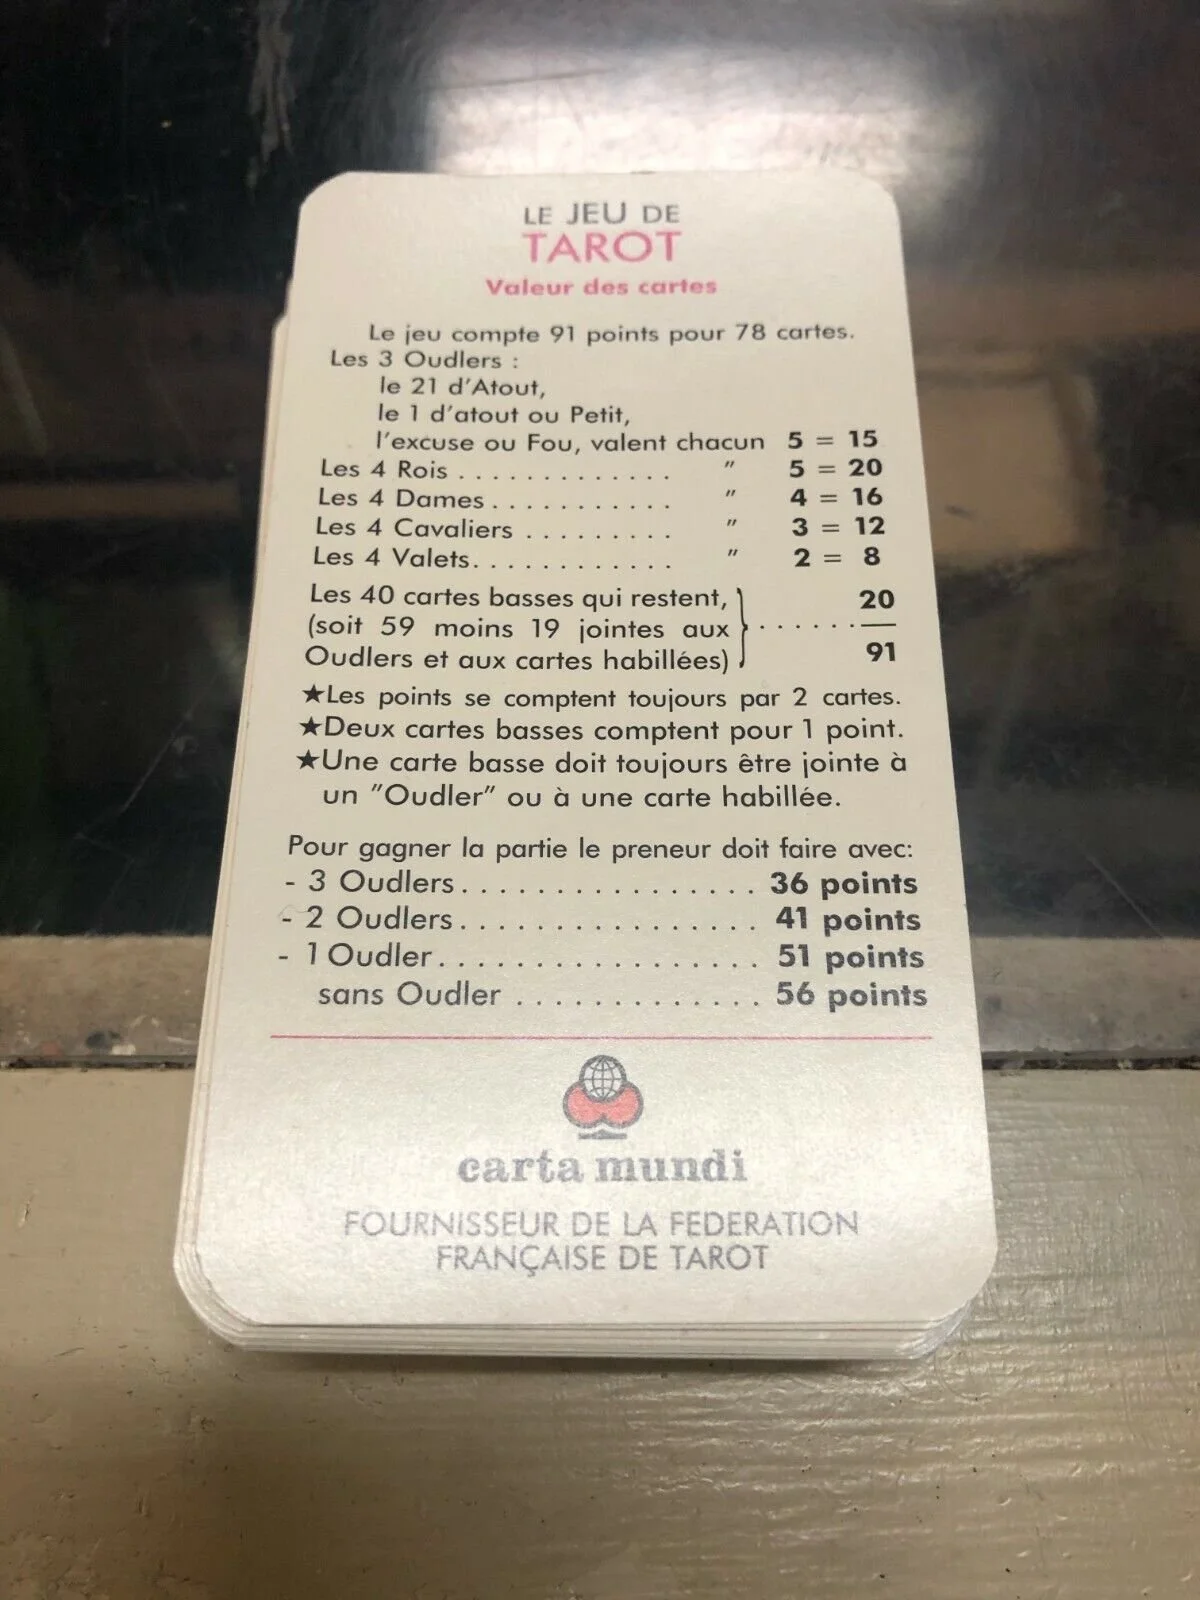 LE JEU DE
TAROT
Valeur des cartes
Le jeu compte 91 points pour 78 cartes.
Les 3 Oudlers :
le 21 d'Atout,
le 1 d'atout ou Petit,
l'excuse ou Fou, valent chacun 5 = 15
Les 4 Rois . . . . . . . . . . . . . " 5 = 20
Les 4 Dames . . . . . . . . . . . " 4 = 16
Les 4 Cavaliers . . . . . . . . . " 3 = 12
Les 4 Valets. . . . . . . . . . . . " 2 = 8
Les 40 cartes basses qui restent, 20
(soit 59 moins 19 jointes aux } . . . . . .
Oudlers et aux cartes habillées) 91
★Les points se comptent toujours par 2 cartes.
★Deux cartes basses comptent pour 1 point.
★Une carte basse doit toujours être jointe à
un "Oudler" ou à une carte habillée.
Pour gagner la partie le preneur doit faire avec:
- 3 Oudlers. . . . . . . . . . . . . . . . 36 points
- 2 Oudlers. . . . . . . . . . . . . . . . 41 points
- 1 Oudler. . . . . . . . . . . . . . . . . 51 points
sans Oudler . . . . . . . . . . . . . 56 points
carta mundi
FOURNISSEUR DE LA FEDERATION
FRANÇAISE DE TAROT